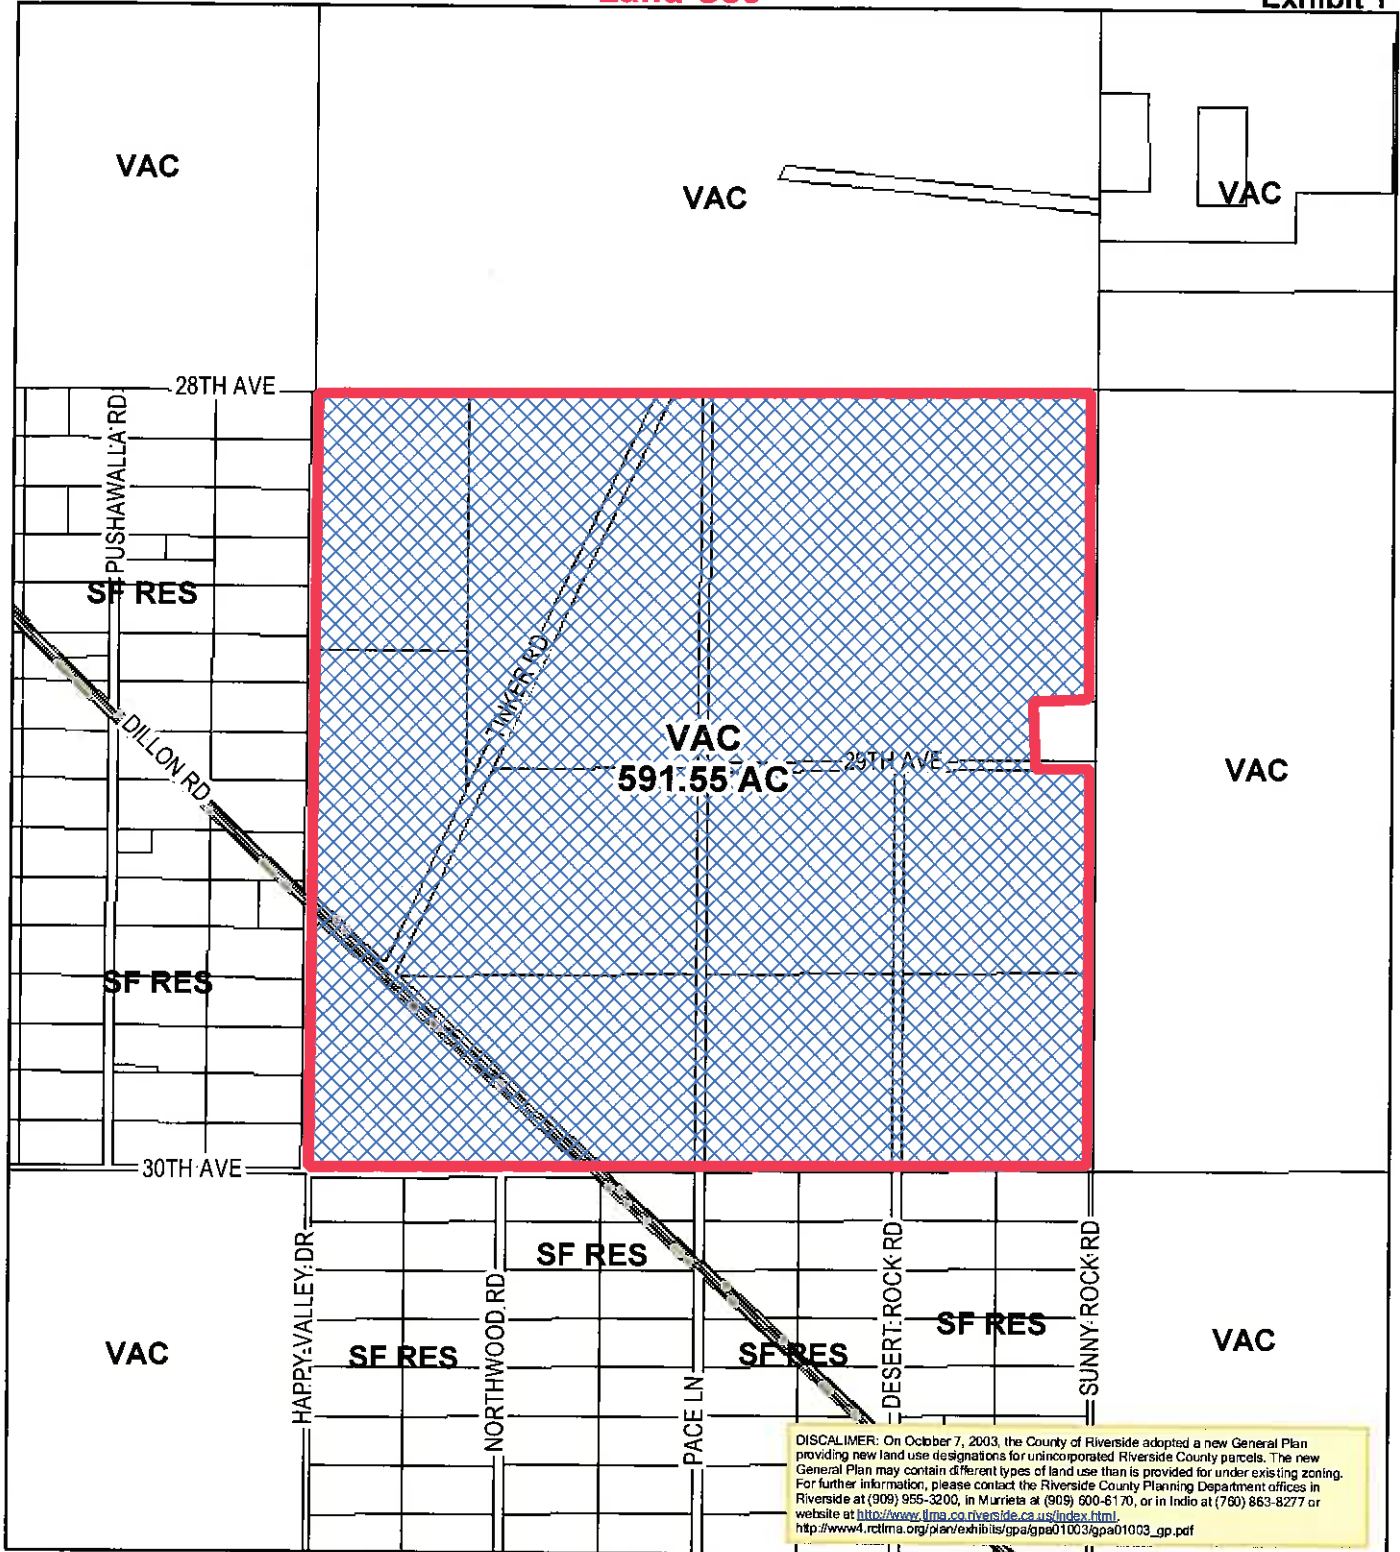 VAC
VAC
VAC
28TH AVE
PUSHAWALLA RD
SF RES
TINKER RD
DILLON RD
VAC
591.55 AC
29TH AVE
VAC
SF RES
30TH AVE
HAPPY VALLEY DR
NORTHWOOD RD
SF RES
PACE LN
DESERT ROCK RD
SUNNY ROCK RD
VAC
SF RES
SF RES
SF RES
VAC
DISCALIMER: On October 7, 2003, the County of Riverside adopted a new General Plan
providing new land use designations for unincorporated Riverside County parcels. The new
General Plan may contain different types of land use than is provided for under existing zoning.
For further information, please contact the Riverside County Planning Department offices in
Riverside at (909) 955-3200, in Murrieta at (909) 600-6170, or in Indio at (760) 863-8277 or
website at http://www.tlma.co.riverside.ca.us/index.html.
http://www4.rctlma.org/plan/exhibits/gpa/gpa01003/gpa01003_gp.pdf